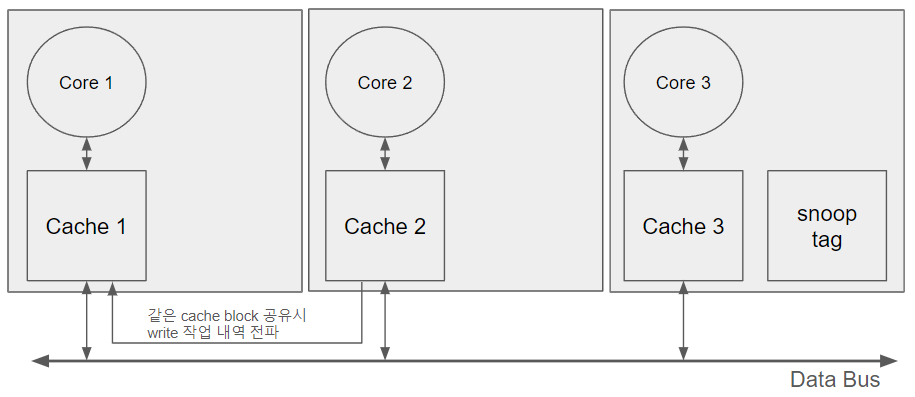 Core 1
Core 2
Core 3
Cache 1
Cache 2
Cache 3
snoop
tag
같은 cache block 공유시
write 작업 내역 전파
Data Bus